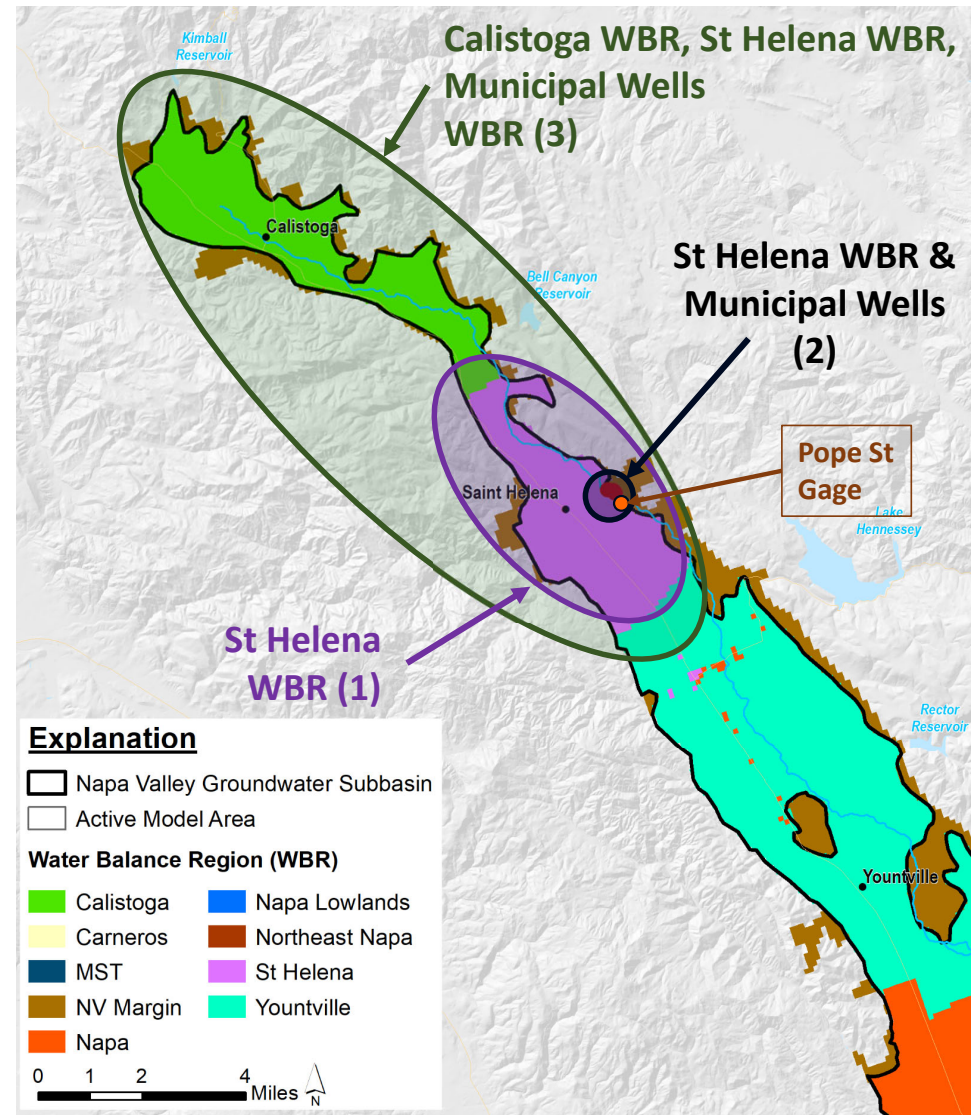 Kimball
Reservoir
Calistoga WBR, St Helena WBR,
Municipal Wells
WBR (3)
Calistoga
St Helena WBR &
Municipal Wells
(2)
Bell Canyon
Reservoir
Pope St
Gage
Saint Helena
Lake
Hennessey
St Helena
WBR (1)
Rector
Reservoir
Yountville
Explanation
Napa Valley Groundwater Subbasin
Active Model Area
Water Balance Region (WBR)
Calistoga
Carneros
MST
NV Margin
Napa
Napa Lowlands
Northeast Napa
St Helena
Yountville
0 1 2 4 Miles
N